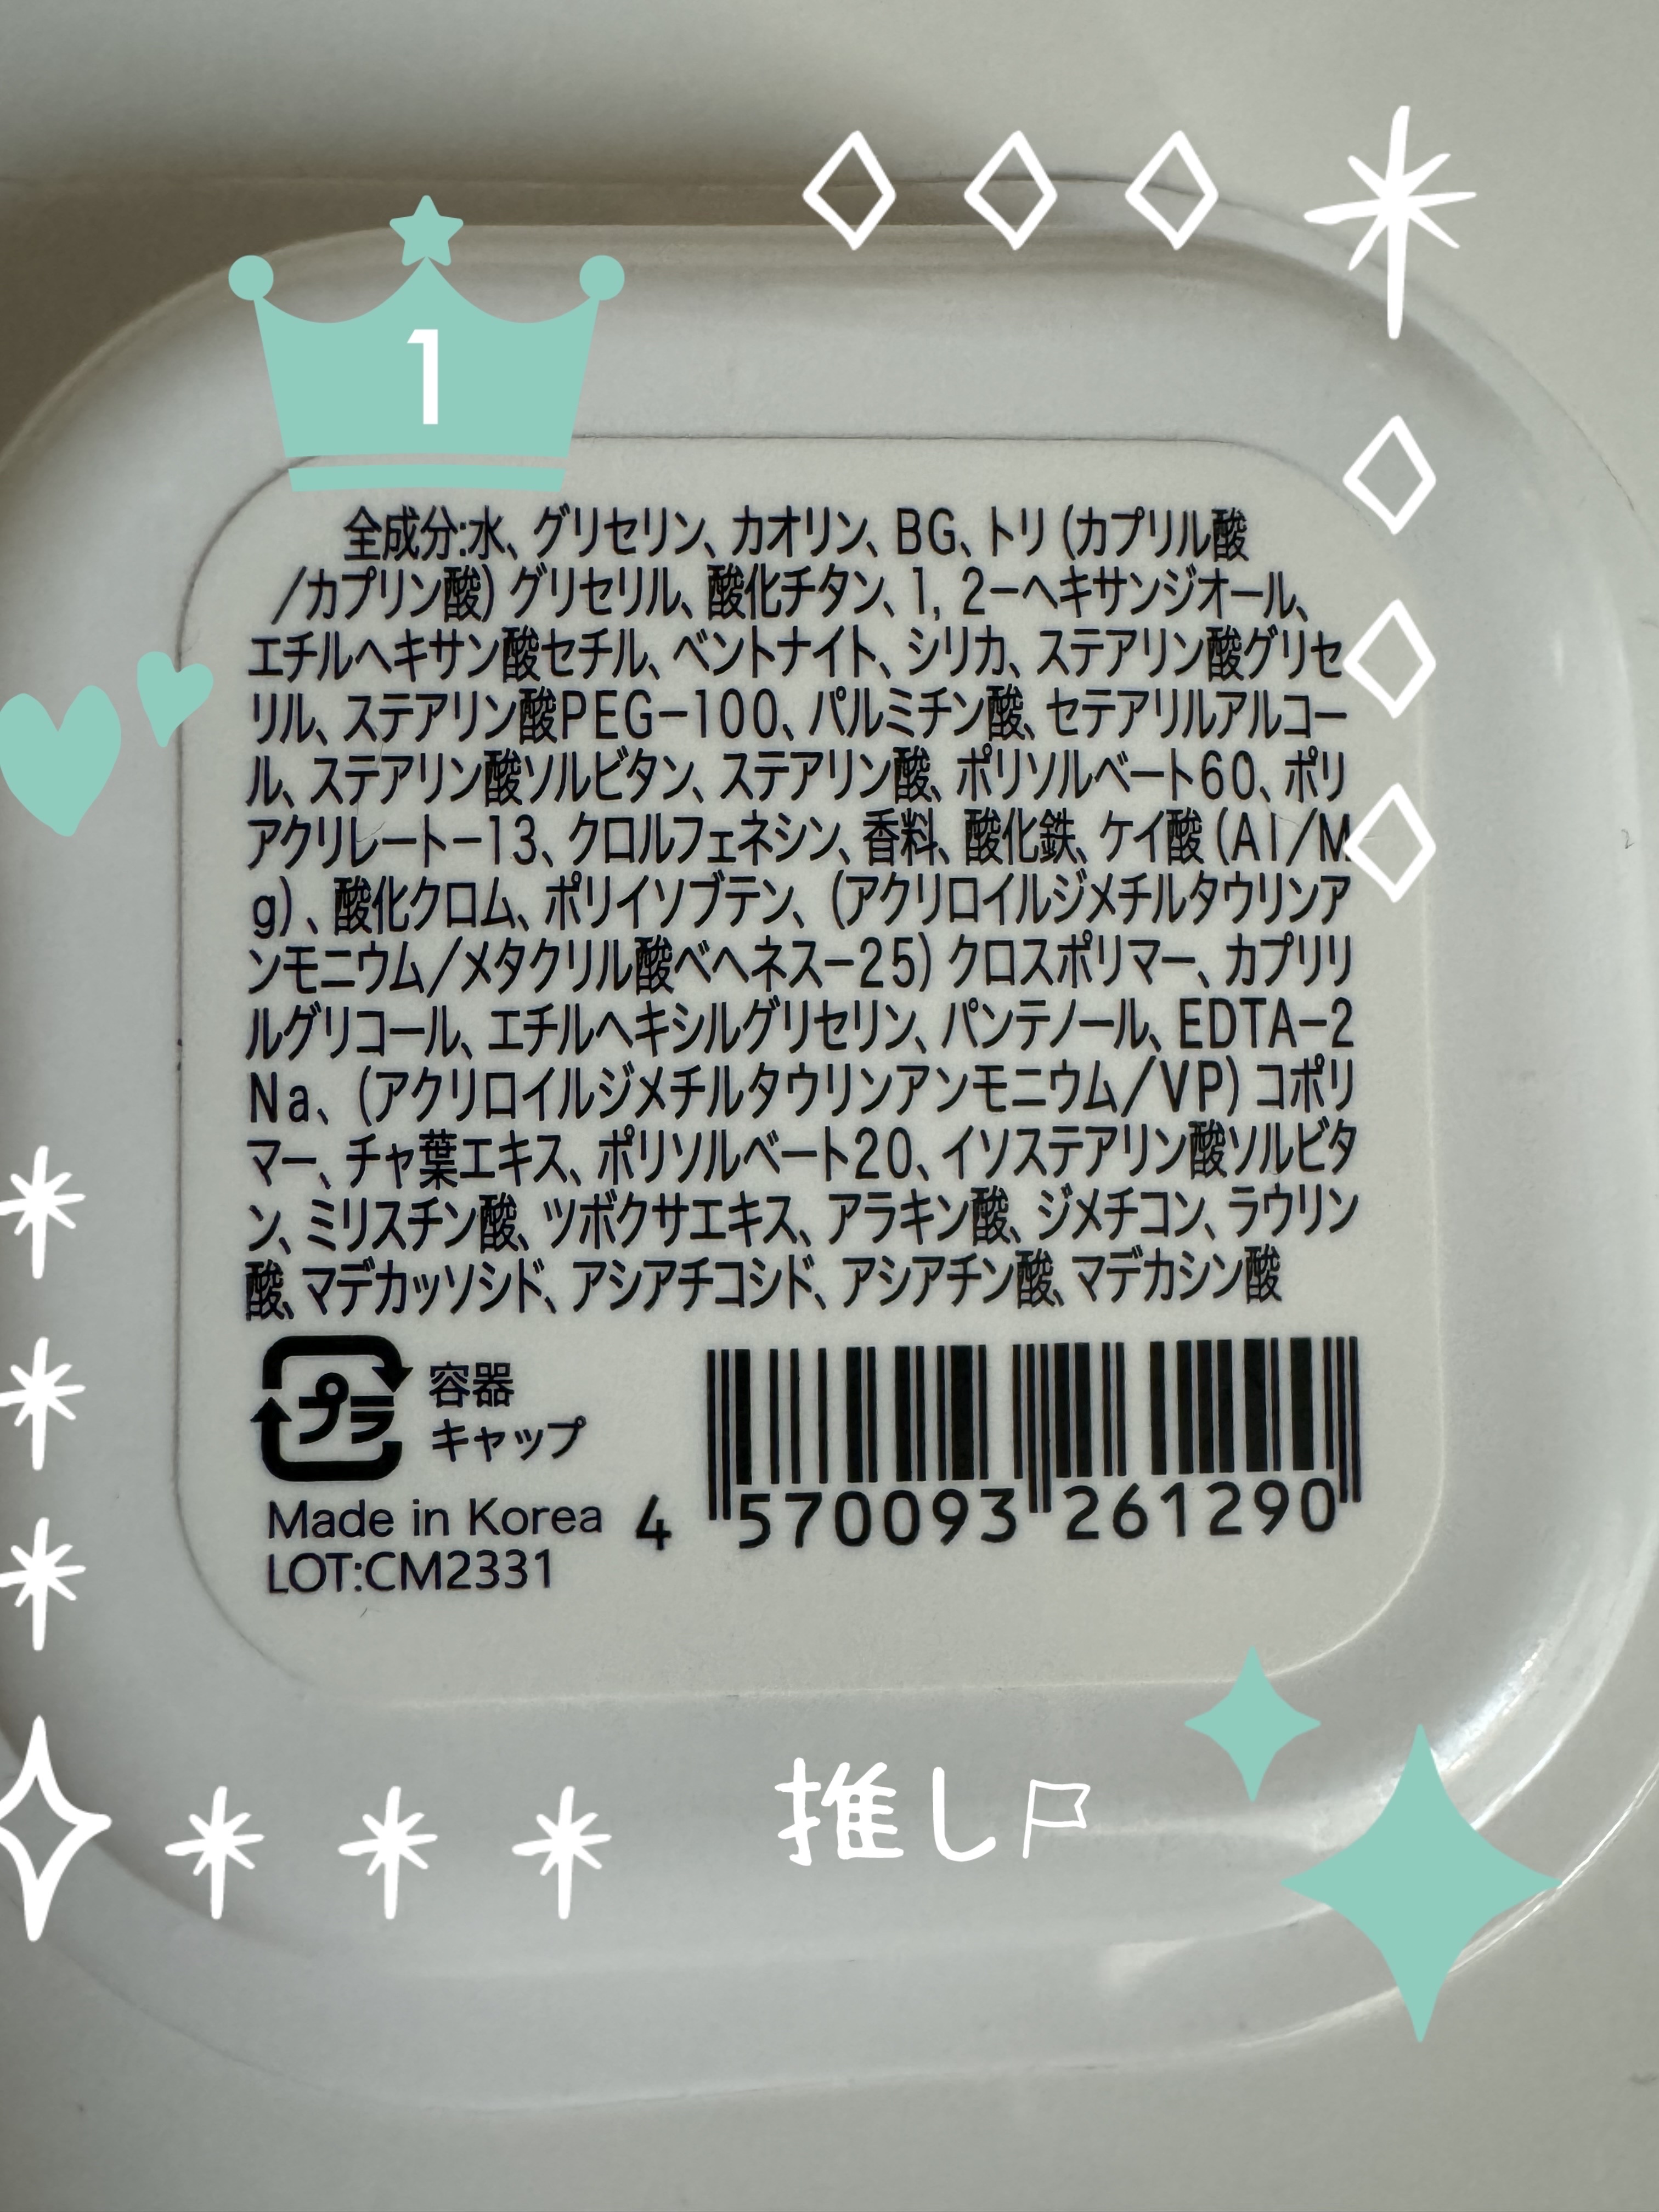 1
全成分:水、グリセリン、カオリン、BG、トリ(カプリル酸
/カプリン酸)グリセリル、酸化チタン、1,2-ヘキサンジオール、
エチルヘキサン酸セチル、ベントナイト、シリカ、ステアリン酸グリセ
リル、ステアリン酸PEG-100、パルミチン酸、セテアリルアルコー
ル、ステアリン酸ソルビタン、ステアリン酸、ポリソルベート60、ポリ
アクリレート-13、クロルフェネシン、香料、酸化鉄、ケイ酸(Al/M
g)、酸化クロム、ポリイソブテン、(アクリロイルジメチルタウリンア
ンモニウム/メタクリル酸べヘネス-25)クロスポリマー、カプリリ
ルグリコール、エチルヘキシルグリセリン、パンテノール、EDTA-2
Na、(アクリロイルジメチルタウリンアンモニウム/VP)コポリ
マー、チャ葉エキス、ポリソルベート20、イソステアリン酸ソルビタ
ン、ミリスチン酸、ツボクサエキス、アラキン酸、ジメチコン、ラウリン
酸、マデカッソシド、アシアチコシド、アシアチン酸、マデカシン酸
プラ 容器
キャップ
Made in Korea
LOT:CM2331
4 570093 261290
推し